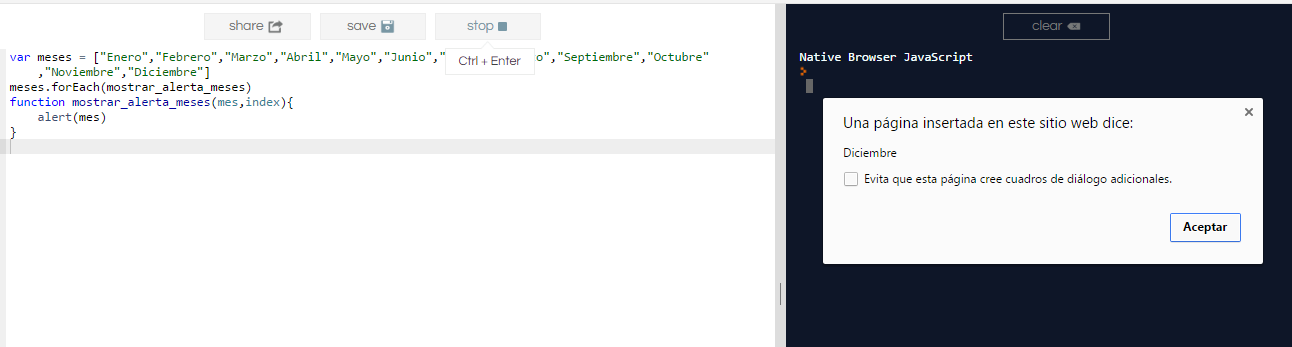 share
save
stop
Ctrl + Enter
var meses = ["Enero","Febrero","Marzo","Abril","Mayo","Junio", o","Septiembre","Octubre"
,"Noviembre","Diciembre"]
meses.forEach(mostrar_alerta_meses)
function mostrar_alerta_meses(mes,index){
alert(mes)
}
clear
Native Browser JavaScript
>
Una página insertada en este sitio web dice:
Diciembre
Evita que esta página cree cuadros de diálogo adicionales.
Aceptar